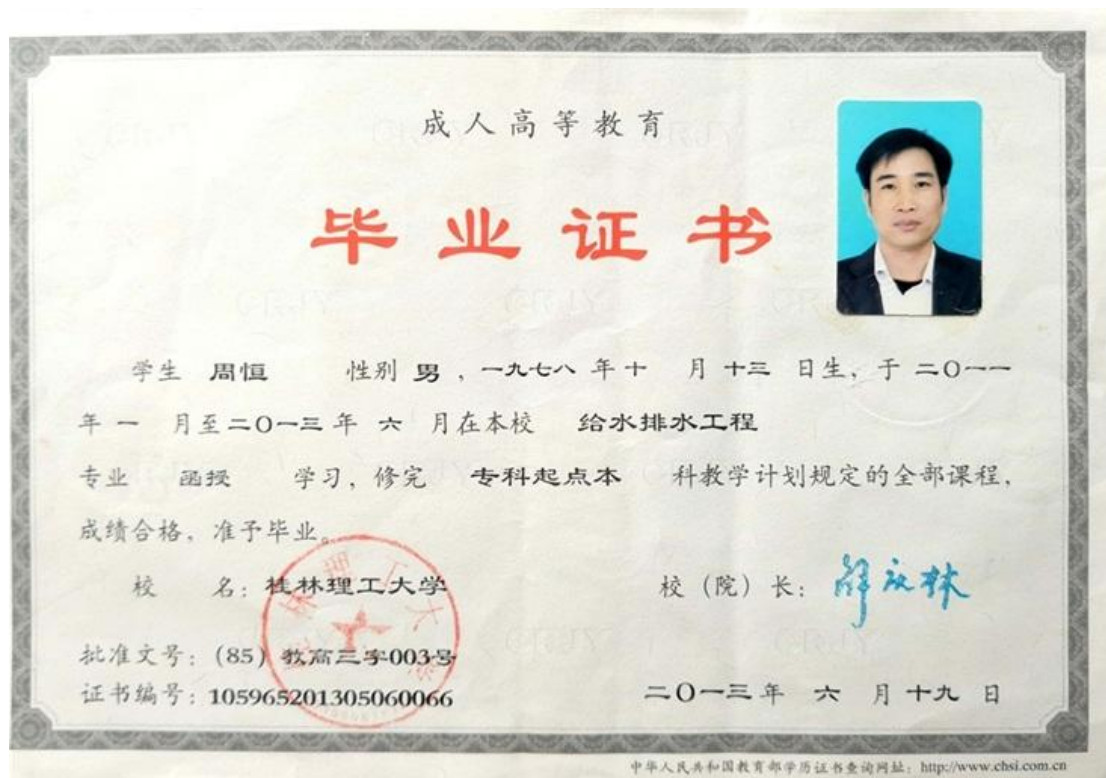 成人高等教育
毕业证书
学生 周恒 性别 男 ，一九七八 年 十 月 十三 日生，于 二〇一一
年 一 月至 二〇一三 年 六 月在本校 给水排水工程
专业 函授 学习，修完 专科起点本 科教学计划规定的全部课程，
成绩合格，准予毕业。
校 名：桂林理工大学
校（院）长：解庆林
批准文号：(85) 教高三字003号
证书编号：105965201305060066
二〇一三 年 六 月 十九 日
中华人民共和国教育部学历证书查询网址：http://www.chsi.com.cn